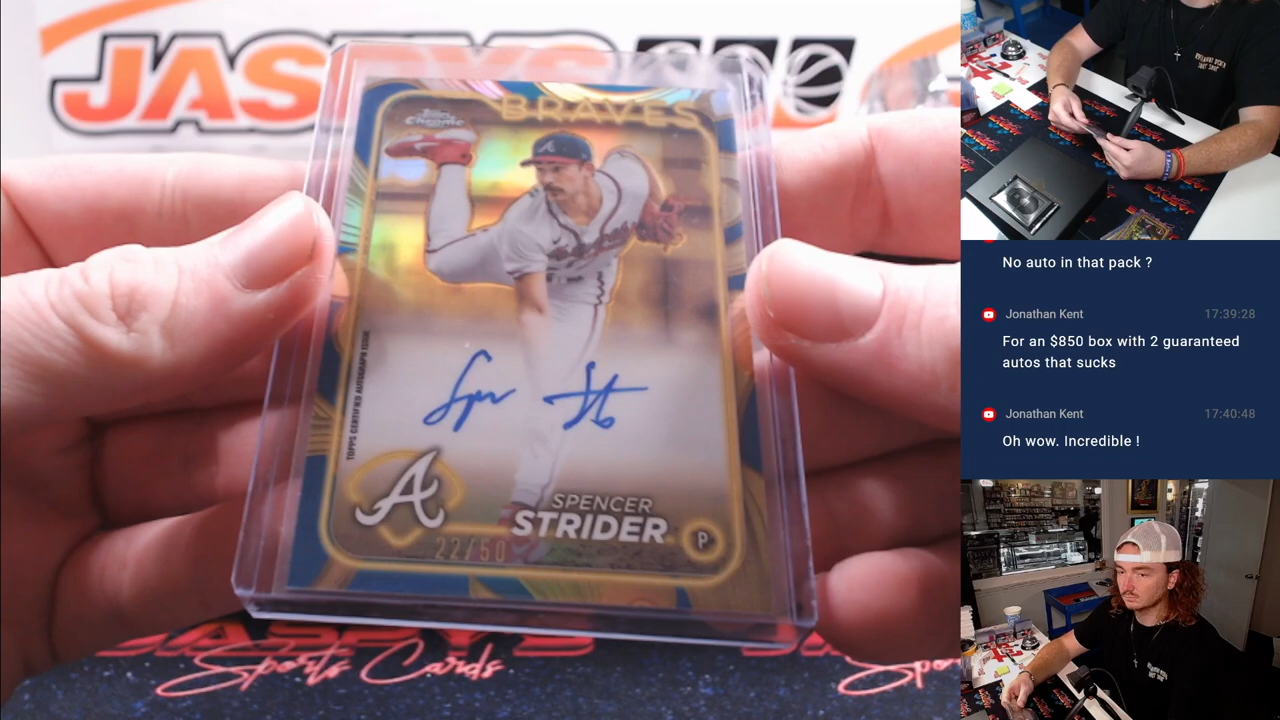 JASPY'S
BRAVES
Topps
Chrome
TOPPS CERTIFIED AUTOGRAPH ISSUE
A
SPENCER
STRIDER
P
22/50
JASPY'S
Sports Cards
No auto in that pack ?
Jonathan Kent 17:39:28
For an $850 box with 2 guaranteed
autos that sucks
Jonathan Kent 17:40:48
Oh wow. Incredible !